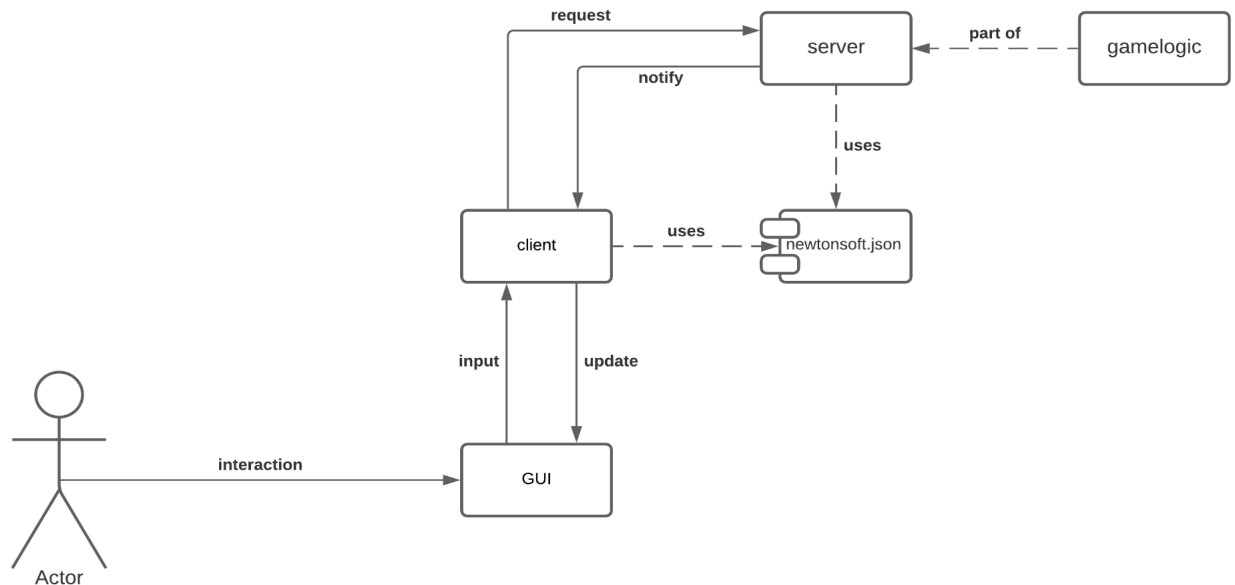 request
server
part of
gamelogic
notify
uses
client
uses
newtonsoft.json
input
update
interaction
GUI
Actor